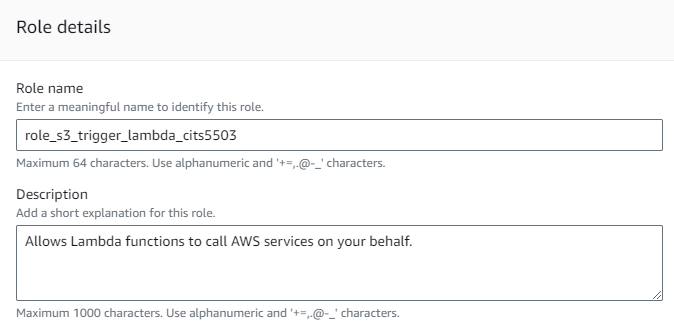 Role details
Role name
Enter a meaningful name to identify this role.
role_s3_trigger_lambda_cits5503
Maximum 64 characters. Use alphanumeric and '+=,.@-_' characters.
Description
Add a short explanation for this role.
Allows Lambda functions to call AWS services on your behalf.
Maximum 1000 characters. Use alphanumeric and '+=,.@-_' characters.